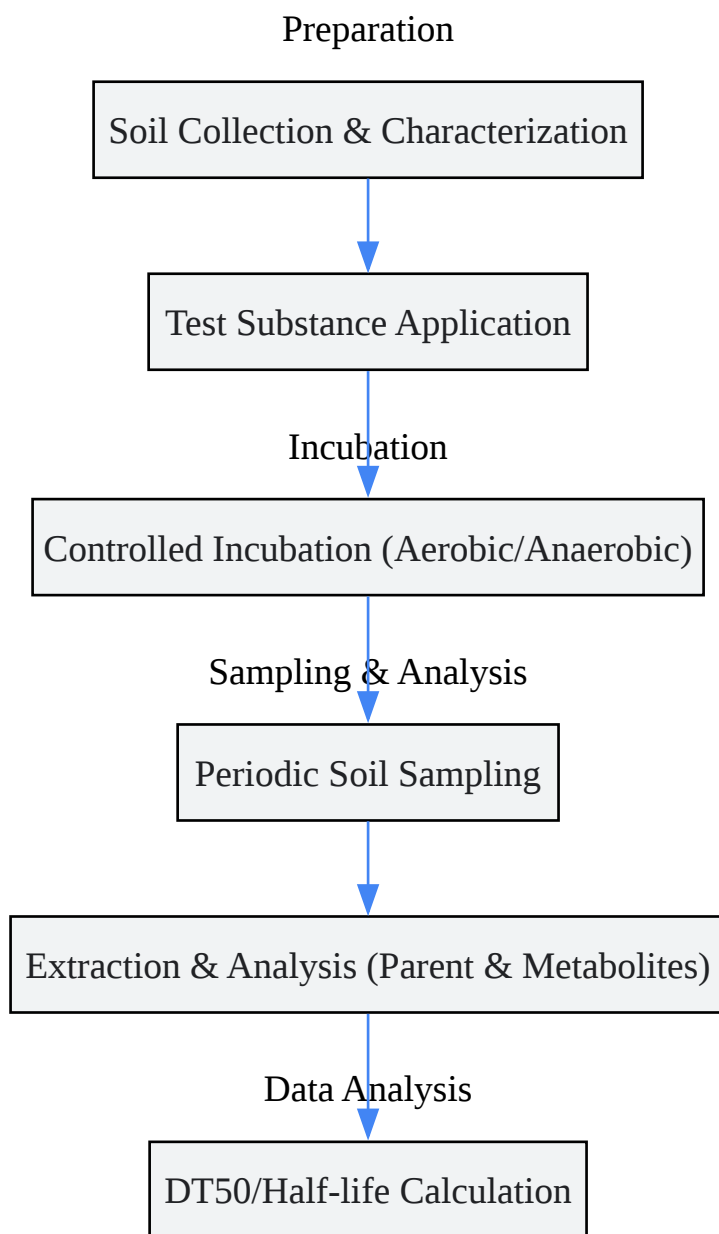 Preparation
Soil Collection & Characterization
Test Substance Application
Incubation
Controlled Incubation (Aerobic/Anaerobic)
Sampling & Analysis
Periodic Soil Sampling
Extraction & Analysis (Parent & Metabolites)
Data Analysis
DT50/Half-life Calculation